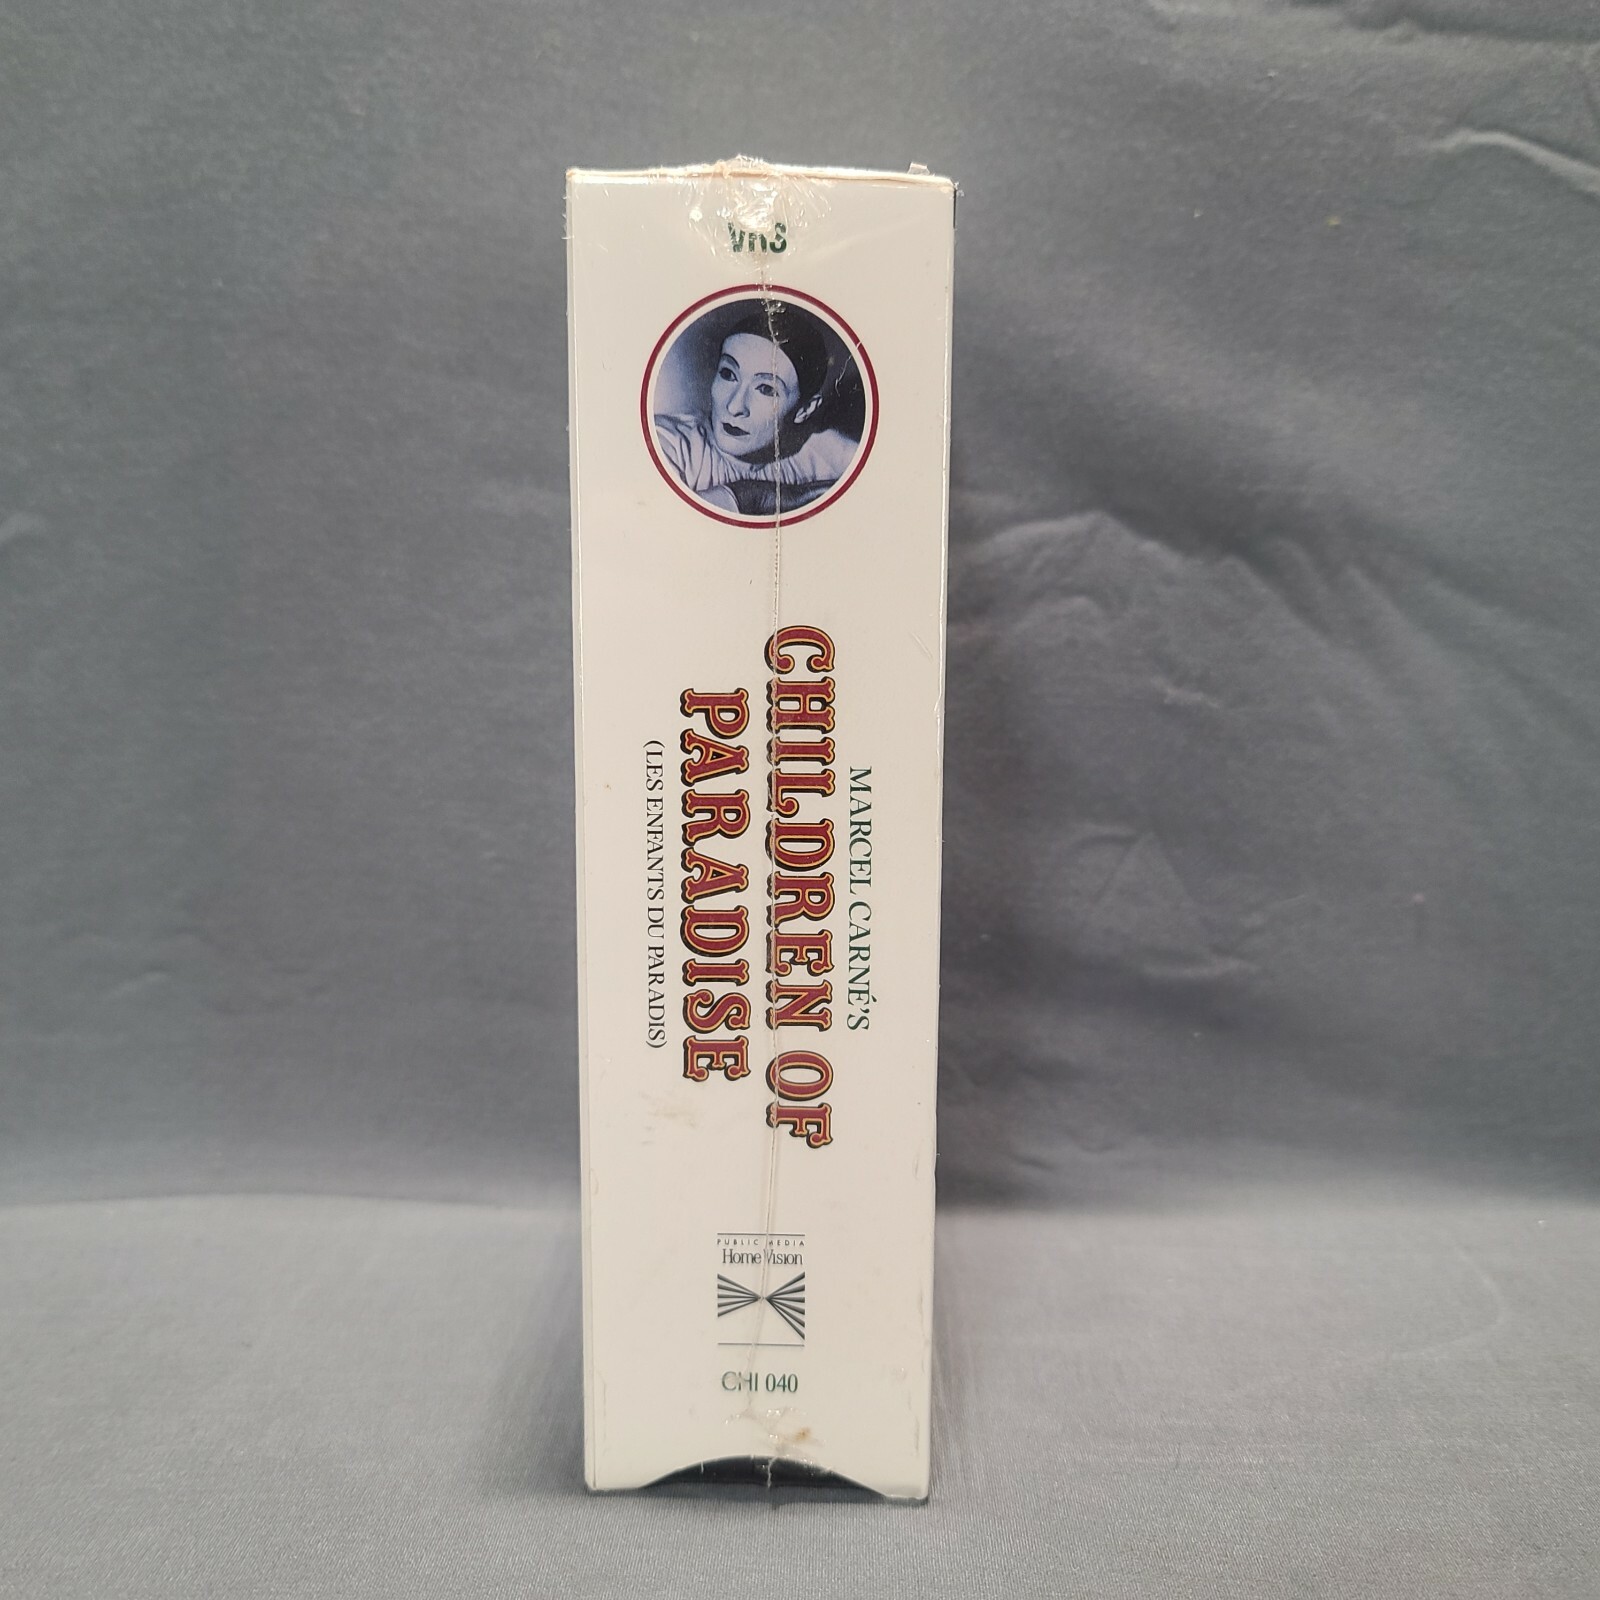 VHS
MARCEL CARNÉ'S
CHILDREN OF
PARADISE
(LES ENFANTS DU PARADIS)
PUBLIC MEDIA
Home Vision
CHI 040